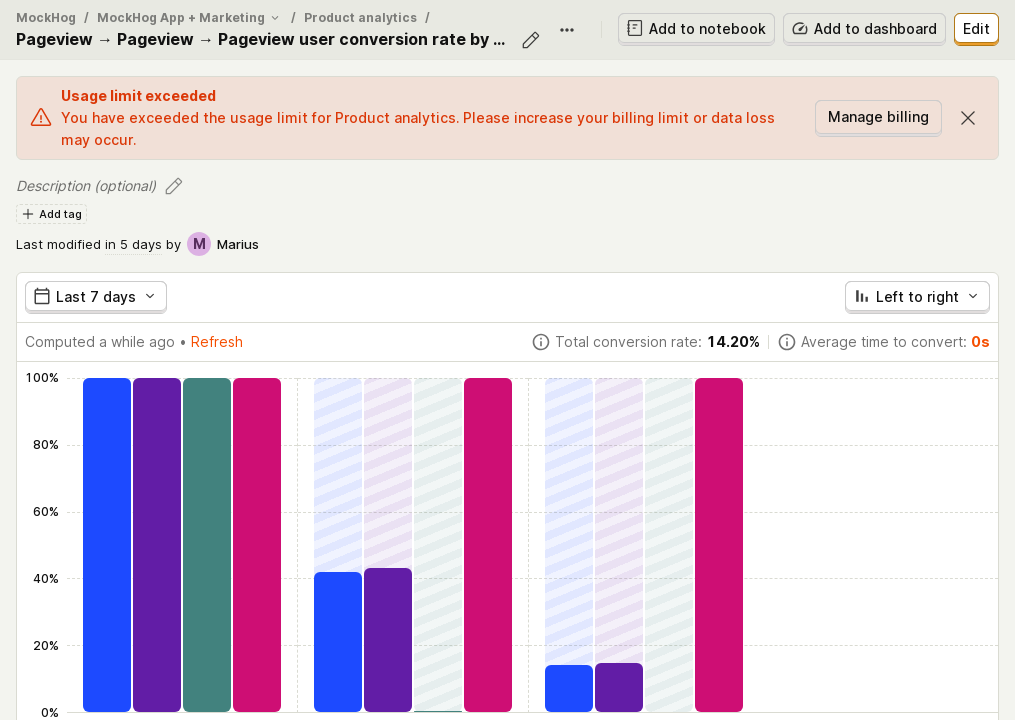 MockHog / MockHog App + Marketing / Product analytics /
Pageview → Pageview → Pageview user conversion rate by ...
Add to notebook
Add to dashboard
Edit
Usage limit exceeded
You have exceeded the usage limit for Product analytics. Please increase your billing limit or data loss
may occur.
Manage billing
Description (optional)
Add tag
Last modified in 5 days by M Marius
Last 7 days
Left to right
Computed a while ago • Refresh
Total conversion rate: 14.20%
Average time to convert: 0s
100%
80%
60%
40%
20%
0%